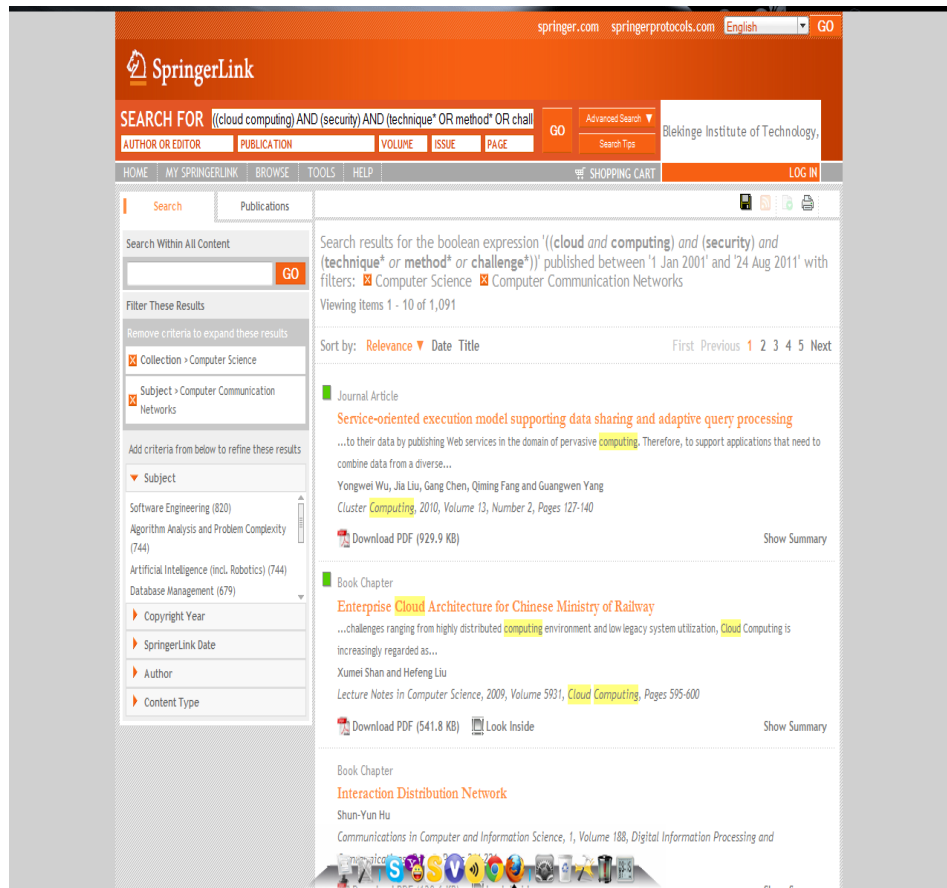 springer.com springerprotocols.com English GO
SpringerLink
SEARCH FOR ((cloud computing) AND (security) AND (technique* OR method* OR chall GO Advanced Search
AUTHOR OR EDITOR PUBLICATION VOLUME ISSUE PAGE Search Tips
Blekinge Institute of Technology,
HOME MY SPRINGERLINK BROWSE TOOLS HELP SHOPPING CART LOG IN
Search Publications
Search Within All Content
GO
Filter These Results
Remove criteria to expand these results
Collection › Computer Science
Subject › Computer Communication
Networks
Add criteria from below to refine these results
Subject
Software Engineering (820)
Algorithm Analysis and Problem Complexity
(744)
Artificial Intelligence (incl. Robotics) (744)
Database Management (679)
Copyright Year
SpringerLink Date
Author
Content Type
Search results for the boolean expression '((cloud and computing) and (security) and
(technique* or method* or challenge*))' published between '1 Jan 2001' and '24 Aug 2011' with
filters: Computer Science Computer Communication Networks
Viewing items 1 - 10 of 1,091
Sort by: Relevance Date Title First Previous 1 2 3 4 5 Next
Journal Article
Service-oriented execution model supporting data sharing and adaptive query processing
...to their data by publishing Web services in the domain of pervasive computing. Therefore, to support applications that need to
combine data from a diverse...
Yongwei Wu, Jia Liu, Gang Chen, Qiming Fang and Guangwen Yang
Cluster Computing, 2010, Volume 13, Number 2, Pages 127-140
Download PDF (929.9 KB) Show Summary
Book Chapter
Enterprise Cloud Architecture for Chinese Ministry of Railway
...challenges ranging from highly distributed computing environment and low legacy system utilization, Cloud Computing is
increasingly regarded as...
Xumei Shan and Hefeng Liu
Lecture Notes in Computer Science, 2009, Volume 5931, Cloud Computing, Pages 595-600
Download PDF (541.8 KB) Look Inside Show Summary
Book Chapter
Interaction Distribution Network
Shun-Yun Hu
Communications in Computer and Information Science, 1, Volume 188, Digital Information Processing and